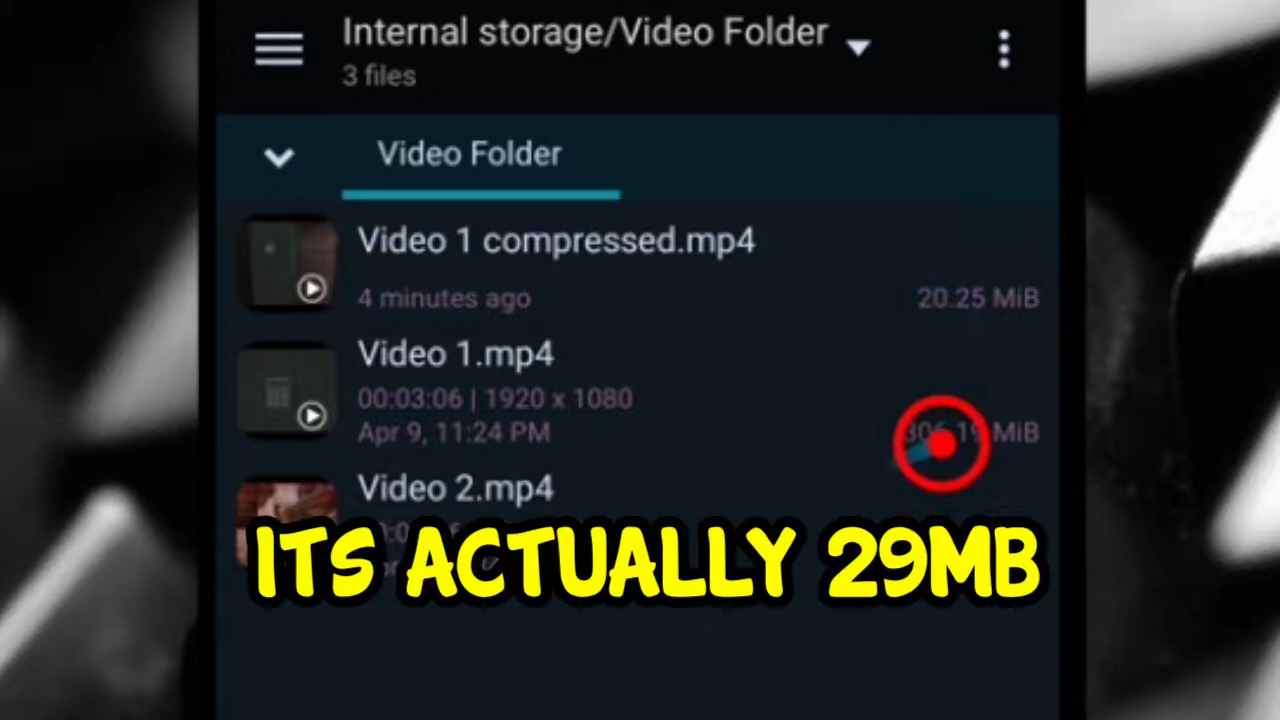 Internal storage/Video Folder
3 files
Video Folder
Video 1 compressed.mp4
4 minutes ago
20.25 MiB
Video 1.mp4
00:03:06 | 1920 x 1080
Apr 9, 11:24 PM
306.19 MiB
Video 2.mp4
ITS ACTUALLY 29MB